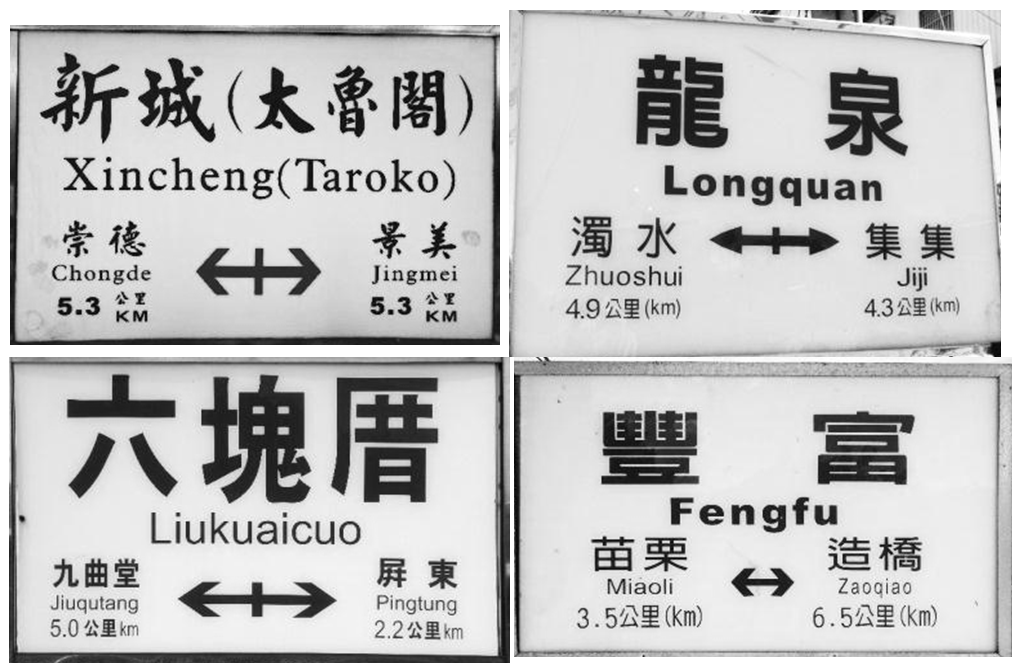 新城(太魯閣)
Xincheng(Taroko)
崇德 景美
Chongde Jingmei
5.3 公里 KM 5.3 公里 KM
龍泉
Longquan
濁水 集集
Zhuoshui Jiji
4.9公里(km) 4.3公里(km)
六塊厝
Liukuaicuo
九曲堂 屏東
Jiuqutang Pingtung
5.0公里km 2.2公里km
豐富
Fengfu
苗栗 造橋
Miaoli Zaoqiao
3.5公里(km) 6.5公里(km)